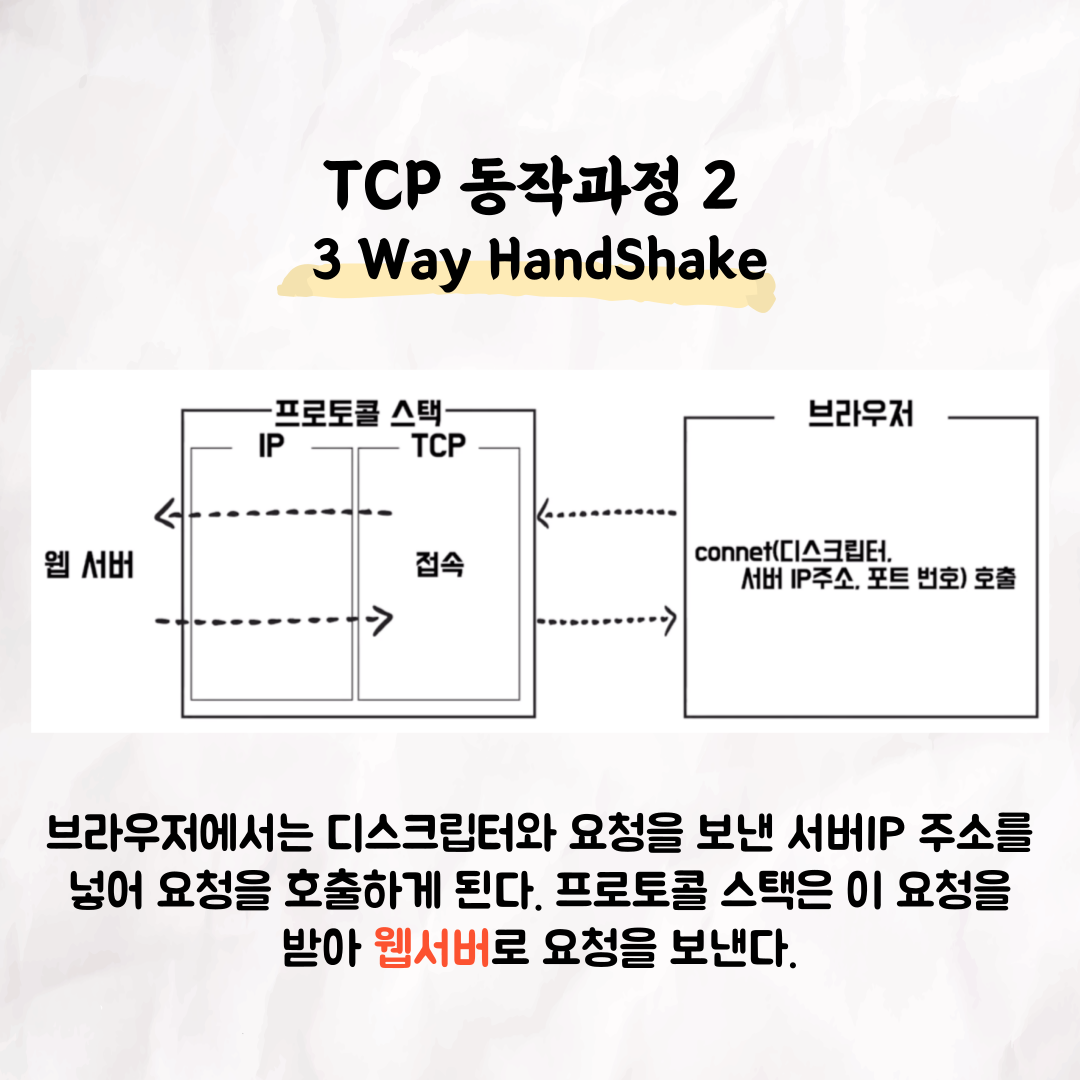 TCP 동작과정 2
3 Way HandShake
프로토콜 스택
IP
TCP
브라우저
웹 서버
접속
connet(디스크립터,
서버 IP주소, 포트 번호) 호출
브라우저에서는 디스크립터와 요청을 보낸 서버IP 주소를
넣어 요청을 호출하게 된다. 프로토콜 스택은 이 요청을
받아 웹서버로 요청을 보낸다.